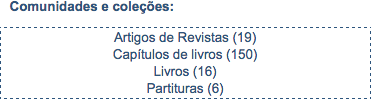 Comunidades e coleções:
Artigos de Revistas (19)
Capítulos de livros (150)
Livros (16)
Partituras (6)